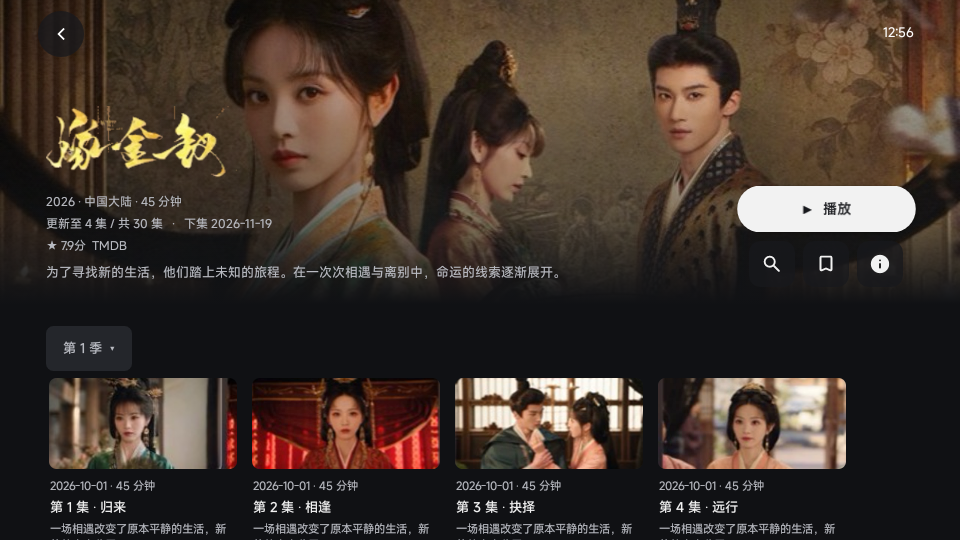 12:56
2026 · 中国大陆 · 45 分钟
更新至 4 集 / 共 30 集 · 下集 2026-11-19
★ 7.9分 TMDB
为了寻找新的生活，他们踏上未知的旅程。在一次次相遇与离别中，命运的线索逐渐展开。
▶ 播放
第 1 季 ▾
2026-10-01 · 45 分钟
第 1 集 · 归来
一场相遇改变了原本平静的生活，新
2026-10-01 · 45 分钟
第 2 集 · 相逢
一场相遇改变了原本平静的生活，新
2026-10-01 · 45 分钟
第 3 集 · 抉择
一场相遇改变了原本平静的生活，新
2026-10-01 · 45 分钟
第 4 集 · 远行
一场相遇改变了原本平静的生活，新